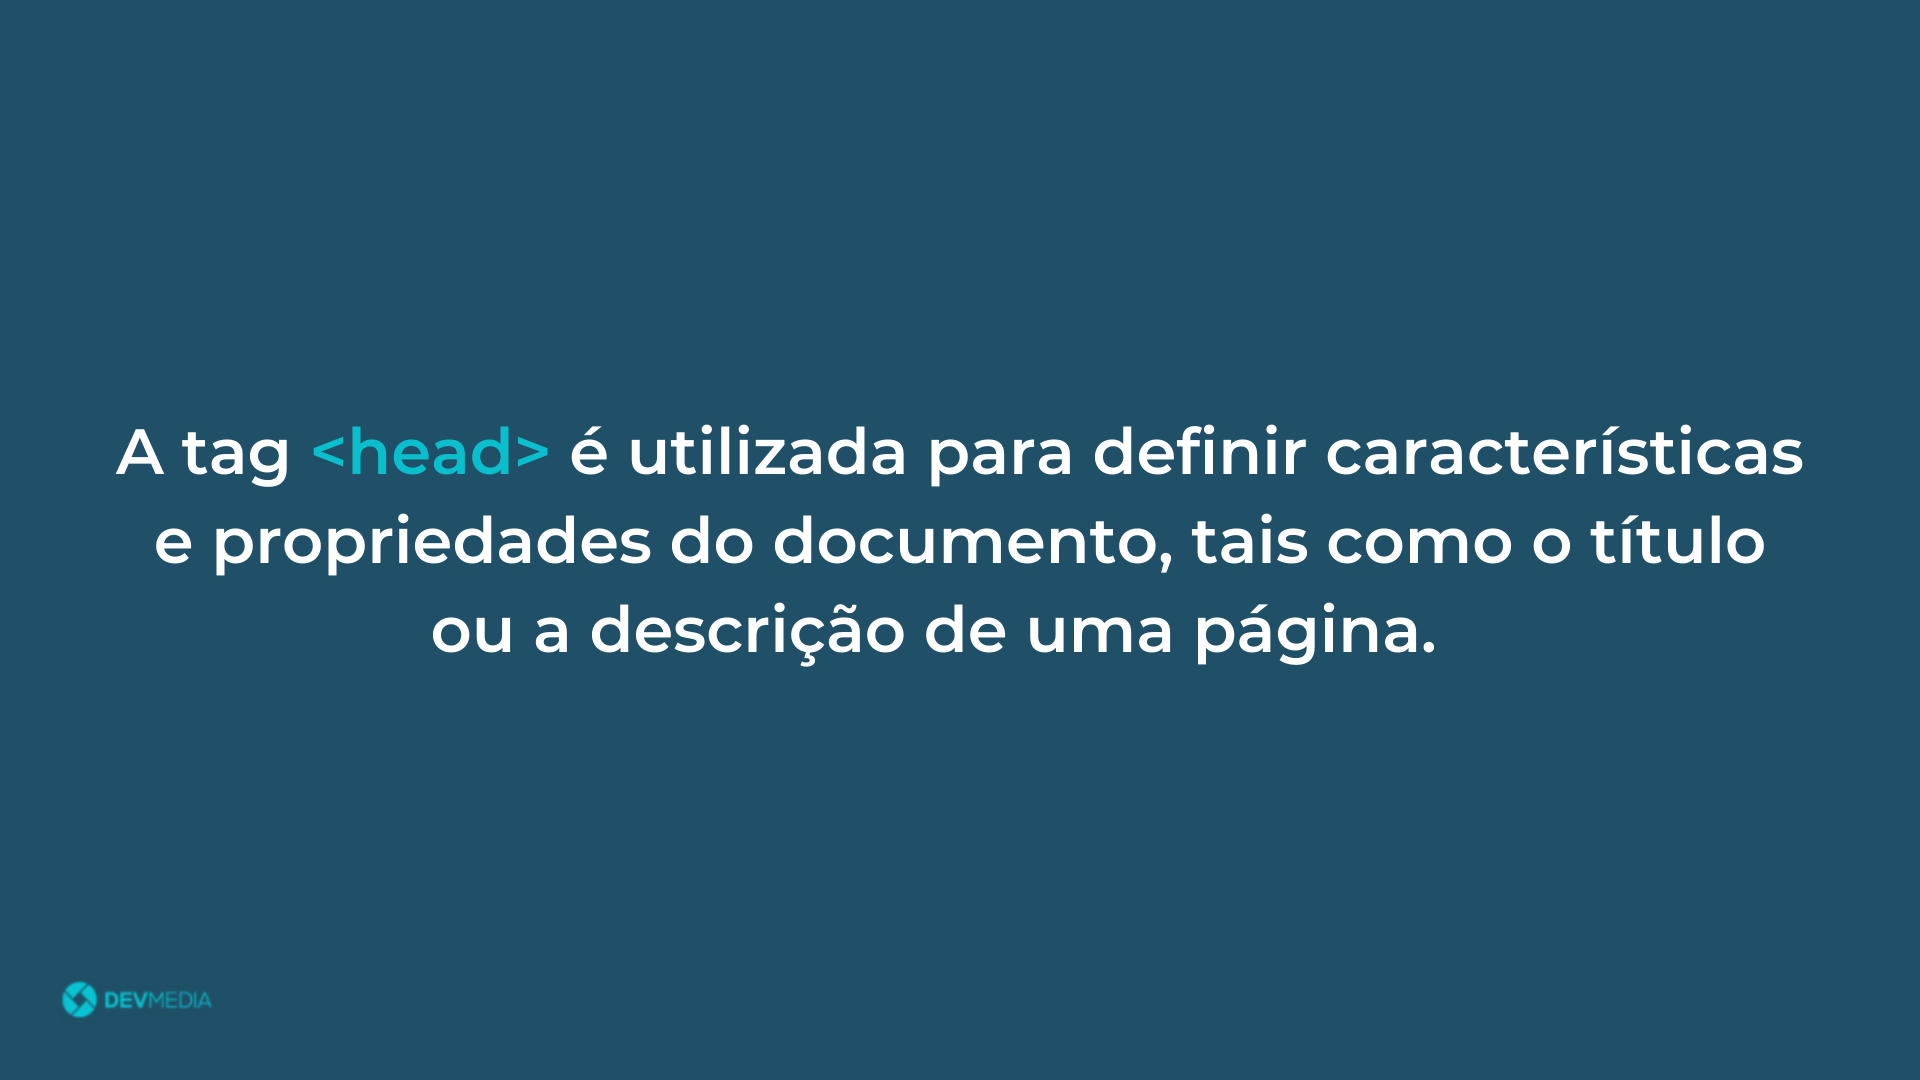 A tag <head> é utilizada para definir características
e propriedades do documento, tais como o título
ou a descrição de uma página.
DEVMEDIA